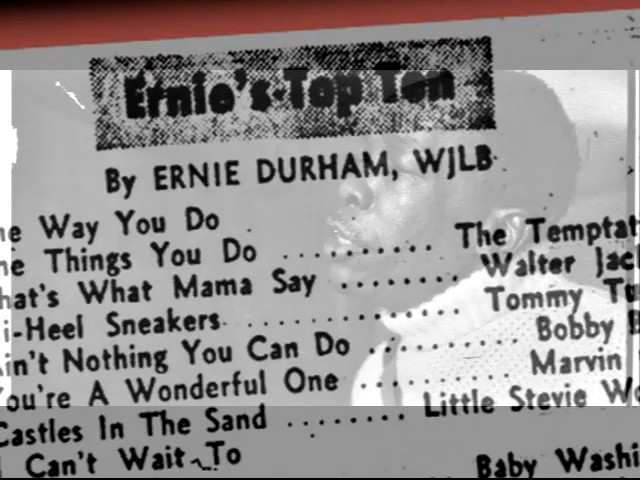 Ernie's Top Ten
By ERNIE DURHAM, WJLB
he Way You Do
he Things You Do .......... The Temptat
hat's What Mama Say ........ Walter Jack
i-Heel Sneakers ................ Tommy Tu
in't Nothing You Can Do .......... Bobby B
ou're A Wonderful One .......... Marvin
Castles In The Sand ........ Little Stevie Wo
I Can't Wait To
Baby Washi